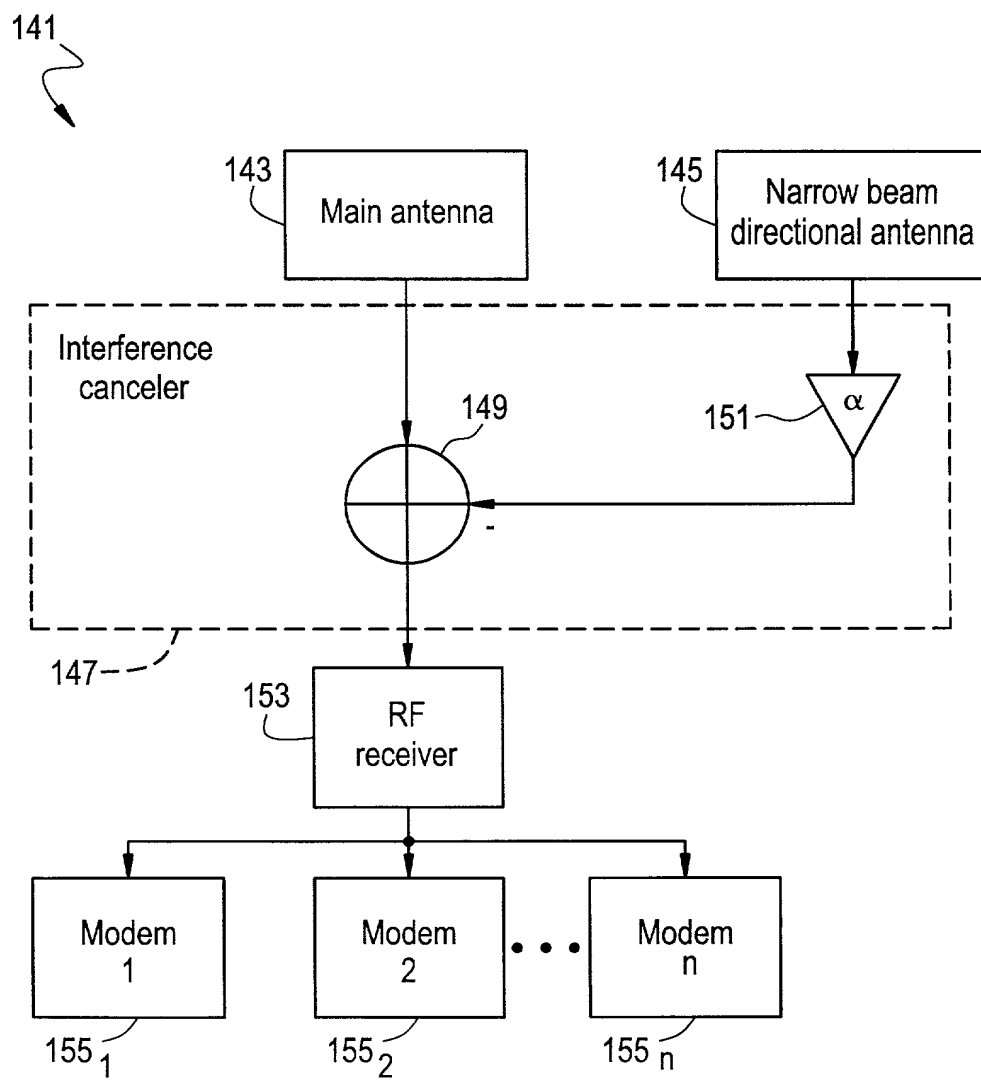 141
143
Main antenna
145
Narrow beam
directional antenna
Interference
canceler
149
151
α
-
147
153
RF
receiver
Modem
1
Modem
2
Modem
n
155 1
155 2
155 n